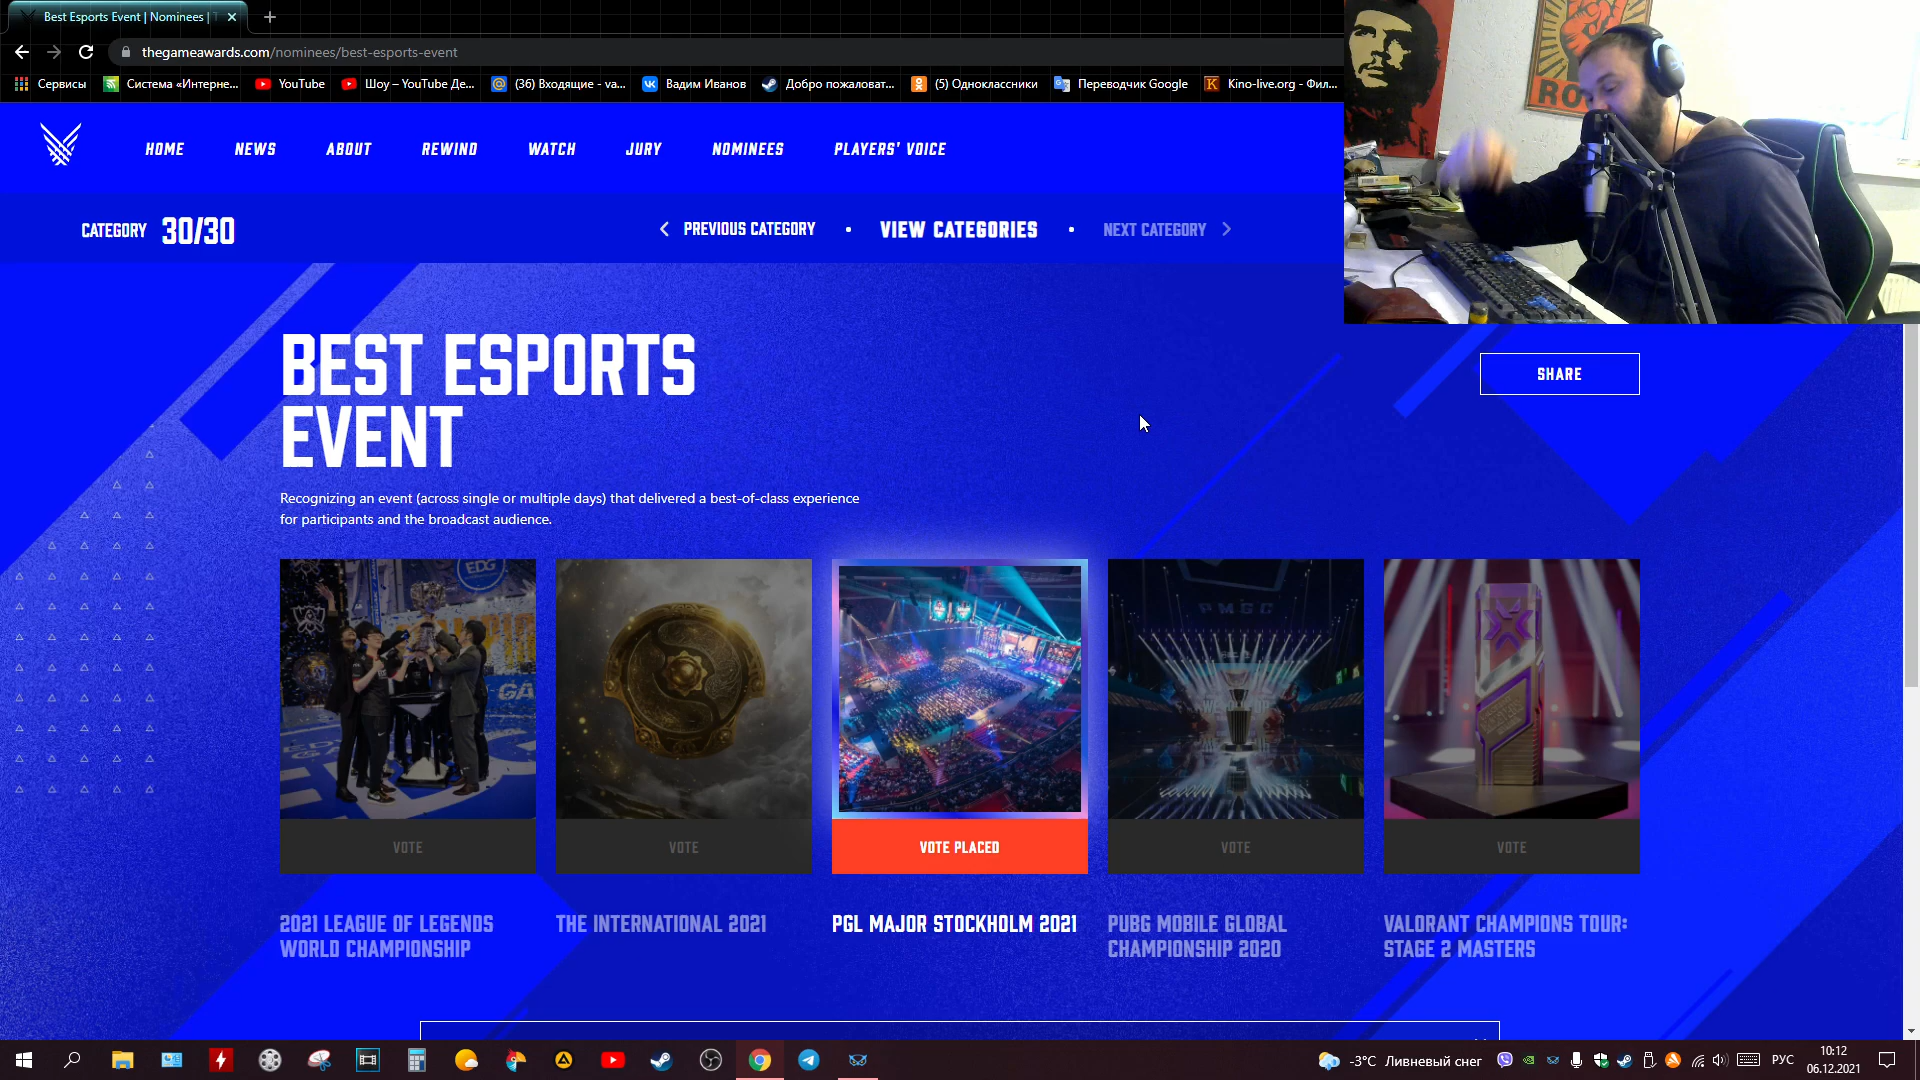 Best Esports Event | Nominees | T
thegameawards.com/nominees/best-esports-event
Сервисы
Система «Интерне...
YouTube
Шоу – YouTube Де...
(36) Входящие - va...
Вадим Иванов
Добро пожаловат...
(5) Одноклассники
Переводчик Google
Kino-live.org - Фил...
HOME
NEWS
ABOUT
REWIND
WATCH
JURY
NOMINEES
PLAYERS' VOICE
CATEGORY 30/30
PREVIOUS CATEGORY
VIEW CATEGORIES
NEXT CATEGORY
BEST ESPORTS
EVENT
SHARE
Recognizing an event (across single or multiple days) that delivered a best-of-class experience
for participants and the broadcast audience.
EDG
PMGC
VOTE
VOTE
VOTE PLACED
VOTE
VOTE
2021 LEAGUE OF LEGENDS
WORLD CHAMPIONSHIP
THE INTERNATIONAL 2021
PGL MAJOR STOCKHOLM 2021
PUBG MOBILE GLOBAL
CHAMPIONSHIP 2020
VALORANT CHAMPIONS TOUR:
STAGE 2 MASTERS
-3°C Ливневый снег
РУС
10:12
06.12.2021